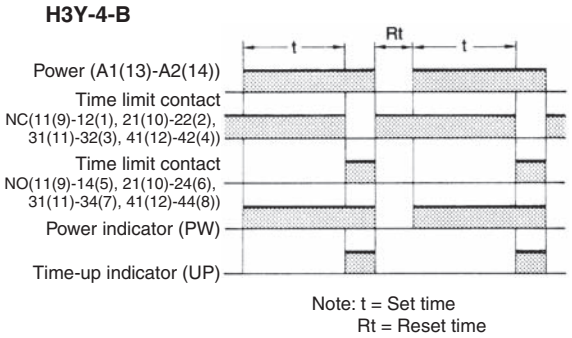 H3Y-4-B
t
Rt
t
Power (A1(13)-A2(14))
Time limit contact
NC(11(9)-12(1), 21(10)-22(2),
31(11)-32(3), 41(12)-42(4))
Time limit contact
NO(11(9)-14(5), 21(10)-24(6),
31(11)-34(7), 41(12)-44(8))
Power indicator (PW)
Time-up indicator (UP)
Note: t = Set time
Rt = Reset time